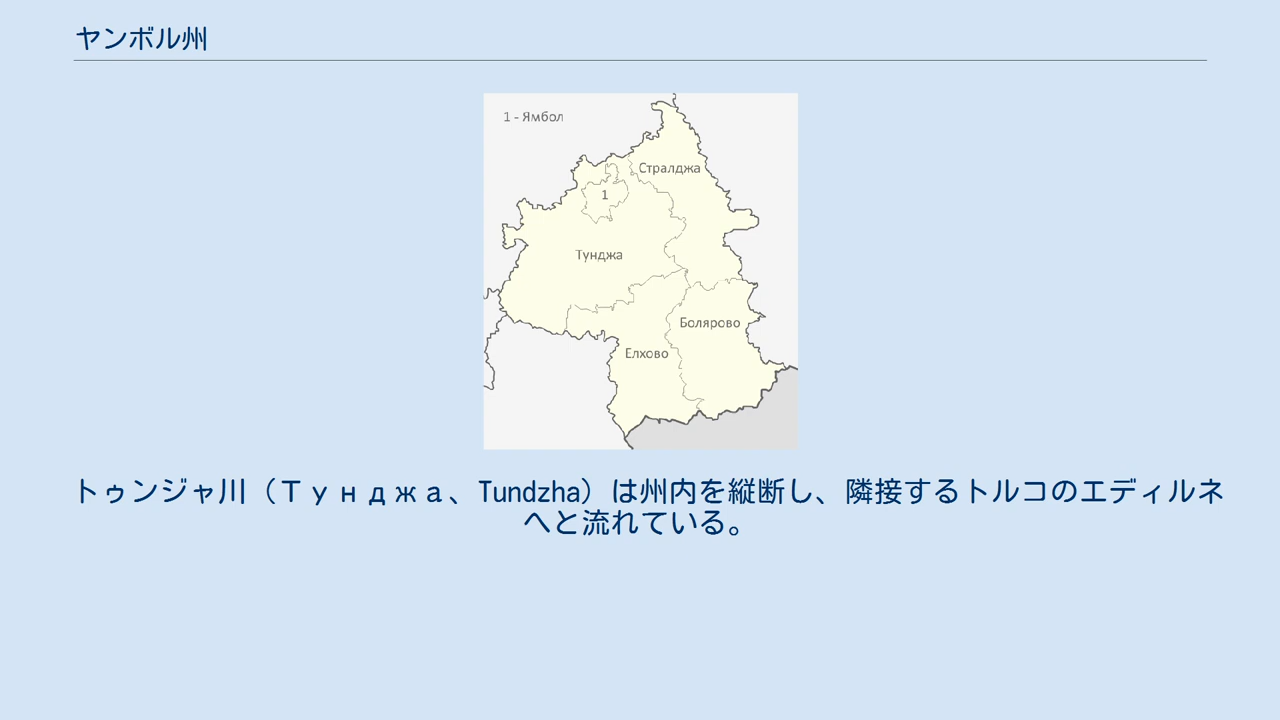 ヤンボル州
1 - Ямбол
Стралджа
1
Тунджа
Болярово
Елхово
トゥンジャ川（Тунджа、Tundzha）は州内を縦断し、隣接するトルコのエディルネ
へと流れている。